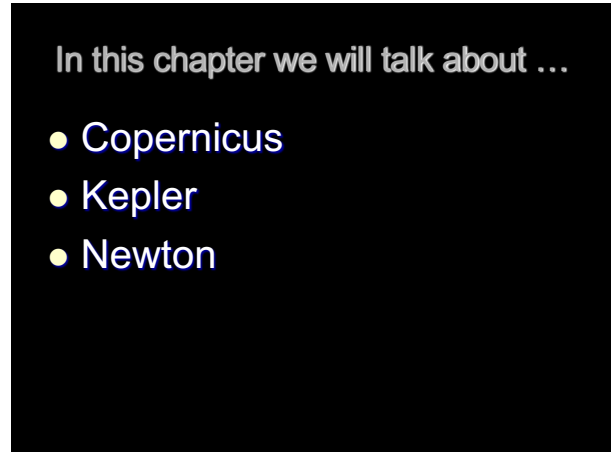 In this chapter we will talk about …
● Copernicus
● Kepler
● Newton